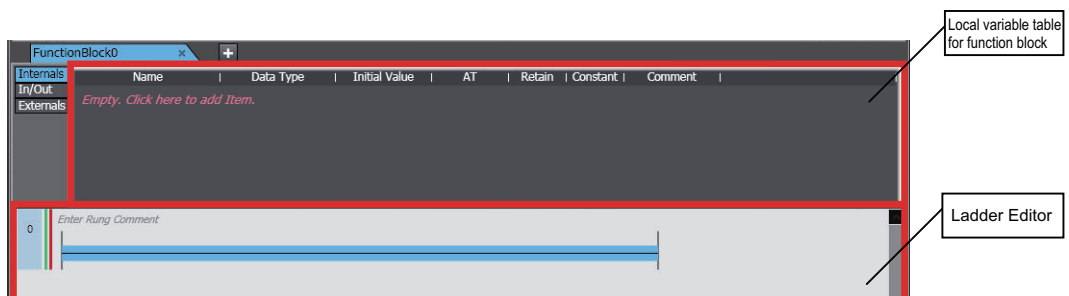 Local variable table
for function block
FunctionBlock0 × +
Internals
In/Out
Externals
Name | Data Type | Initial Value | AT | Retain | Constant | Comment |
Empty. Click here to add Item.
0
Enter Rung Comment
Ladder Editor